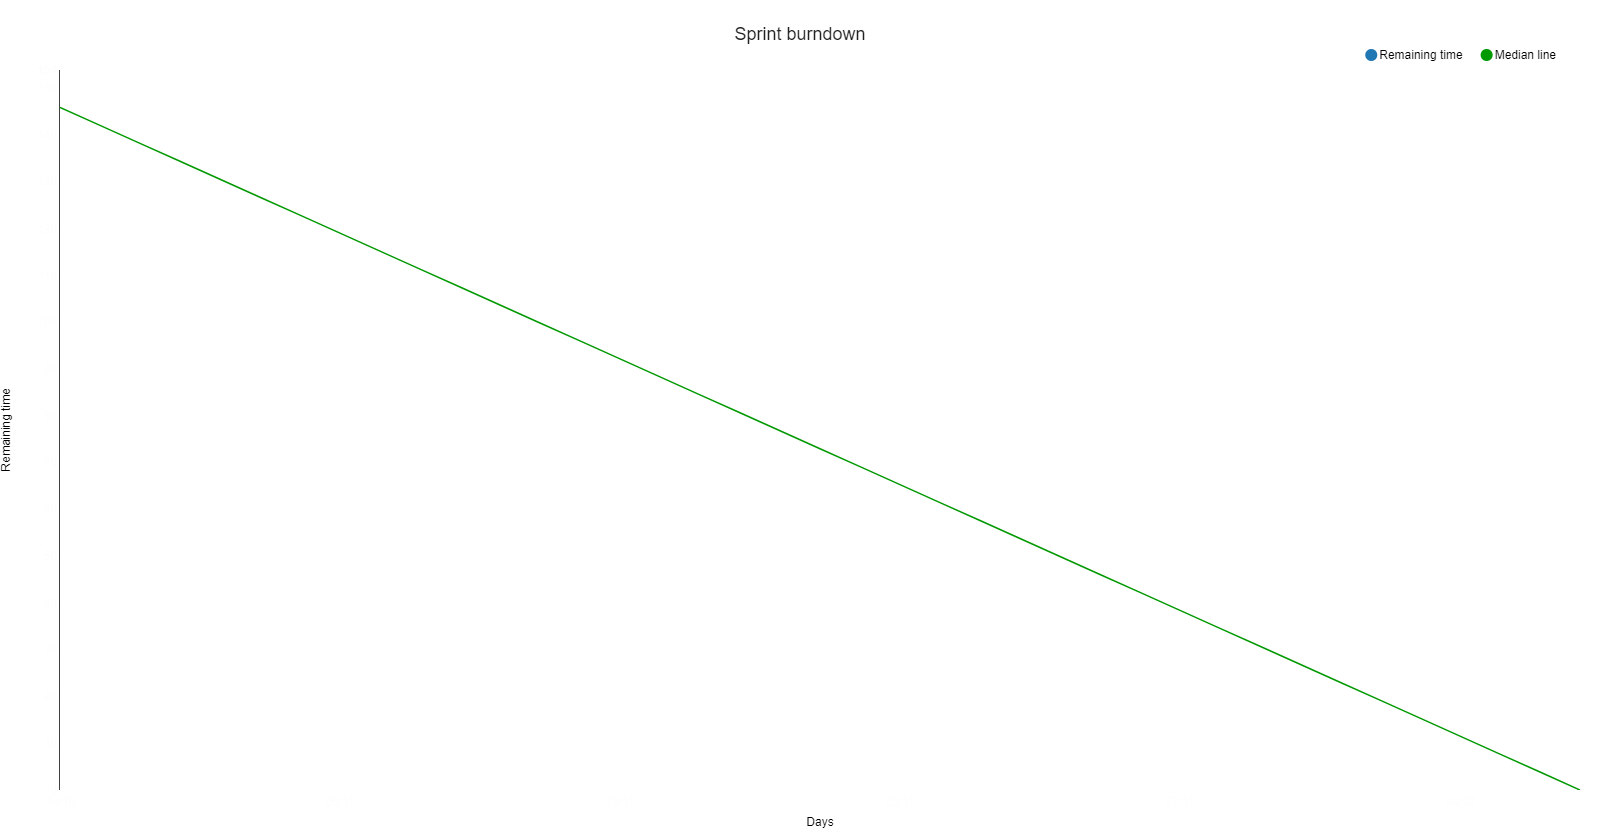 Sprint burndown
Remaining time
Median line
Remaining time
Days